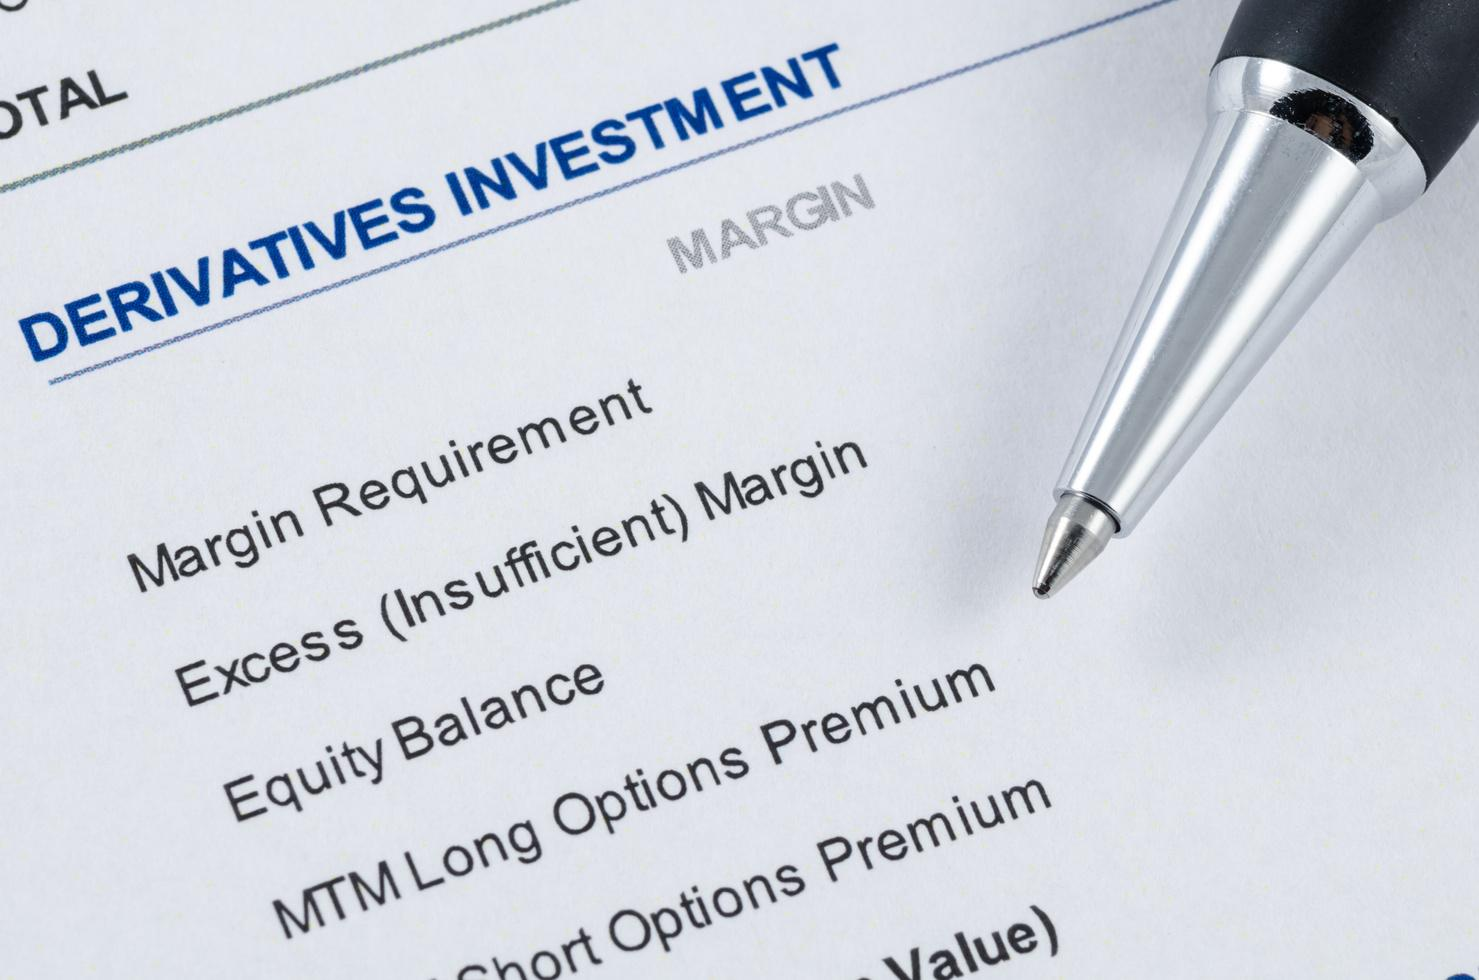 OTAL
DERIVATIVES INVESTMENT
MARGIN
Margin Requirement
Excess (Insufficient) Margin
Equity Balance
MTM Long Options Premium
Short Options Premium
Value)